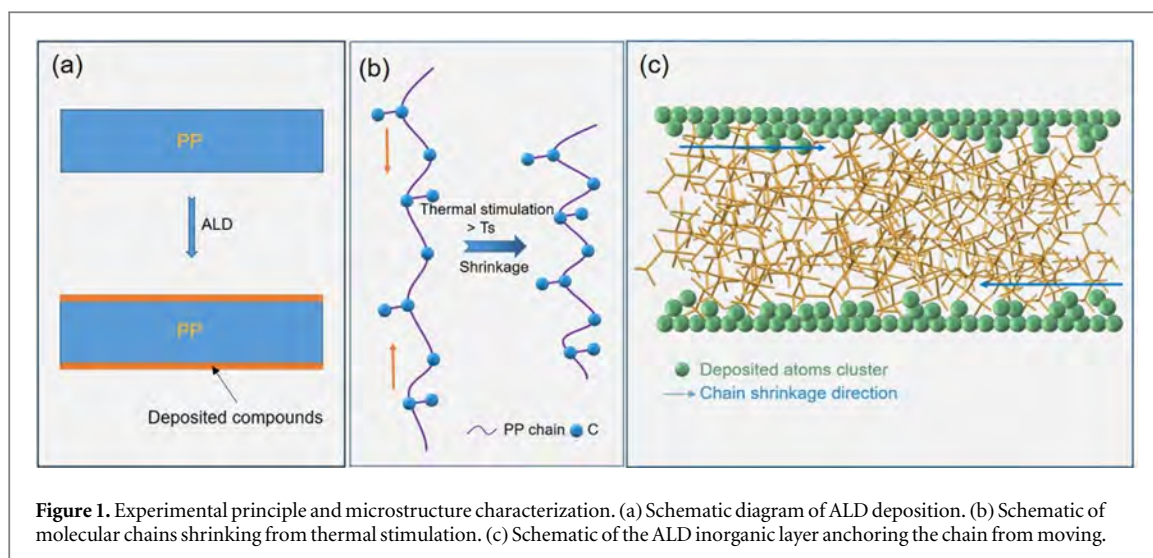 (a)
PP
ALD
PP
Deposited compounds
(b)
Thermal stimulation
> Ts
Shrinkage
PP chain C
(c)
Deposited atoms cluster
Chain shrinkage direction
Figure 1. Experimental principle and microstructure characterization. (a) Schematic diagram of ALD deposition. (b) Schematic of
molecular chains shrinking from thermal stimulation. (c) Schematic of the ALD inorganic layer anchoring the chain from moving.